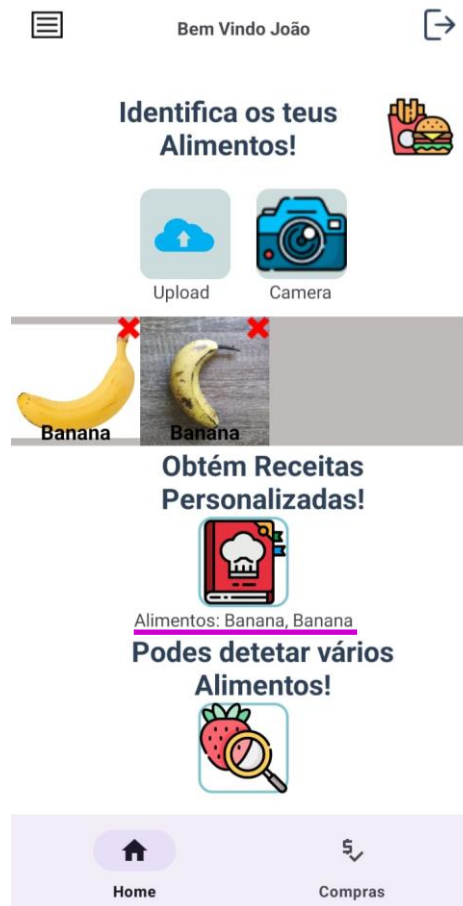 Bem Vindo João
Identifica os teus
Alimentos!
Upload
Camera
Banana
Banana
Obtém Receitas
Personalizadas!
Alimentos: Banana, Banana
Podes detetar vários
Alimentos!
Home
Compras